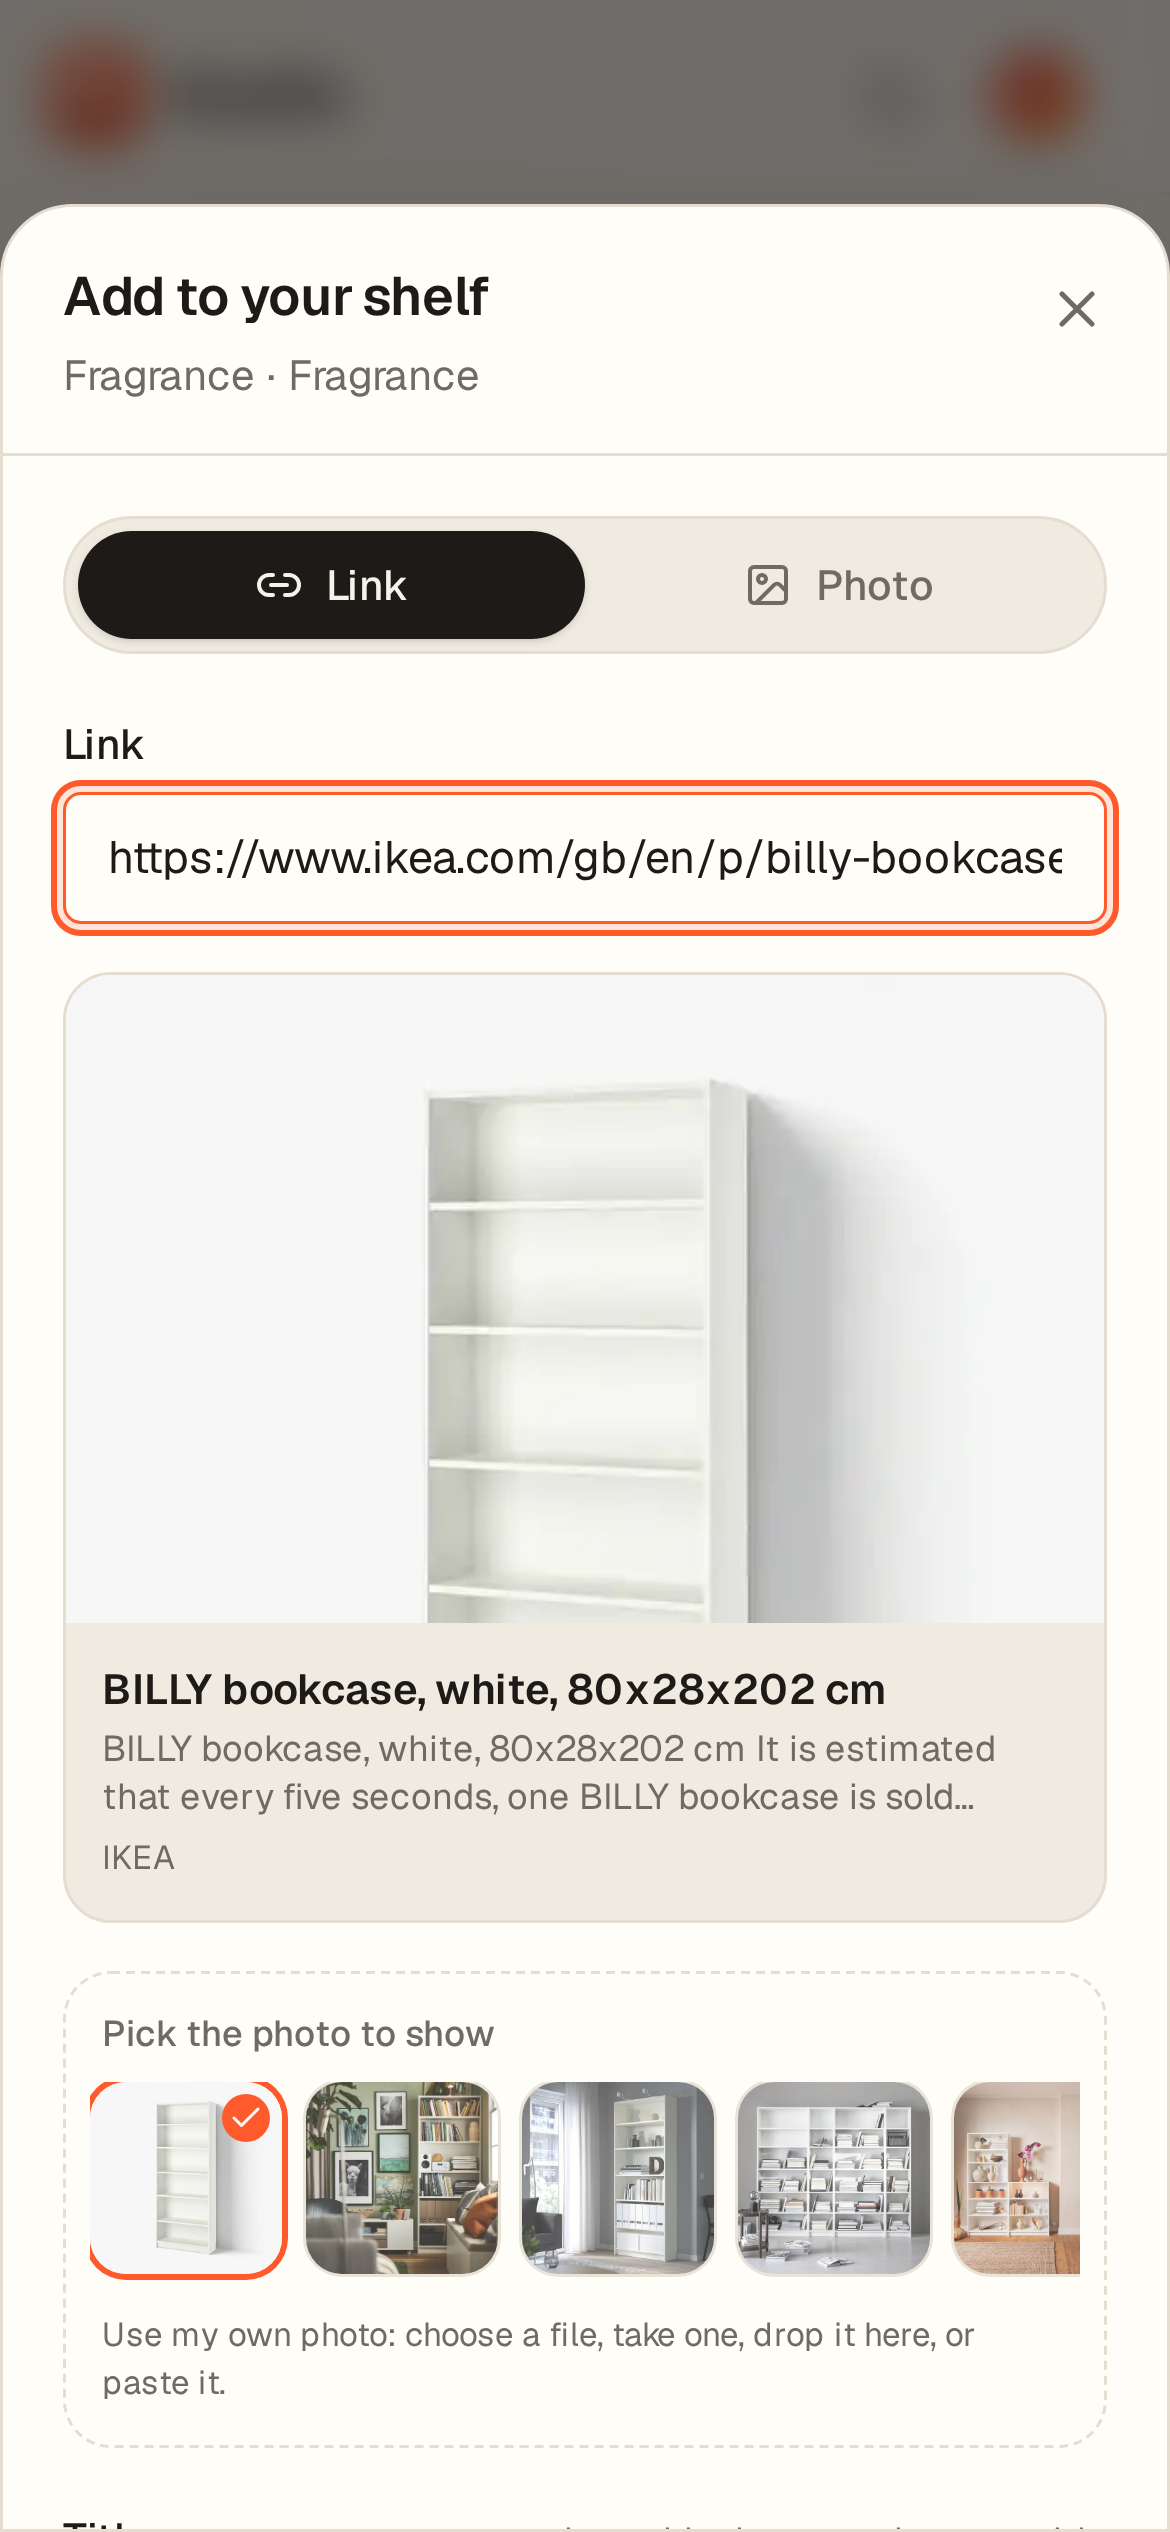 Add to your shelf
Fragrance · Fragrance
Link
Photo
Link
https://www.ikea.com/gb/en/p/billy-bookcase
BILLY bookcase, white, 80x28x202 cm
BILLY bookcase, white, 80x28x202 cm It is estimated
that every five seconds, one BILLY bookcase is sold...
IKEA
Pick the photo to show
D
Use my own photo: choose a file, take one, drop it here, or
paste it.